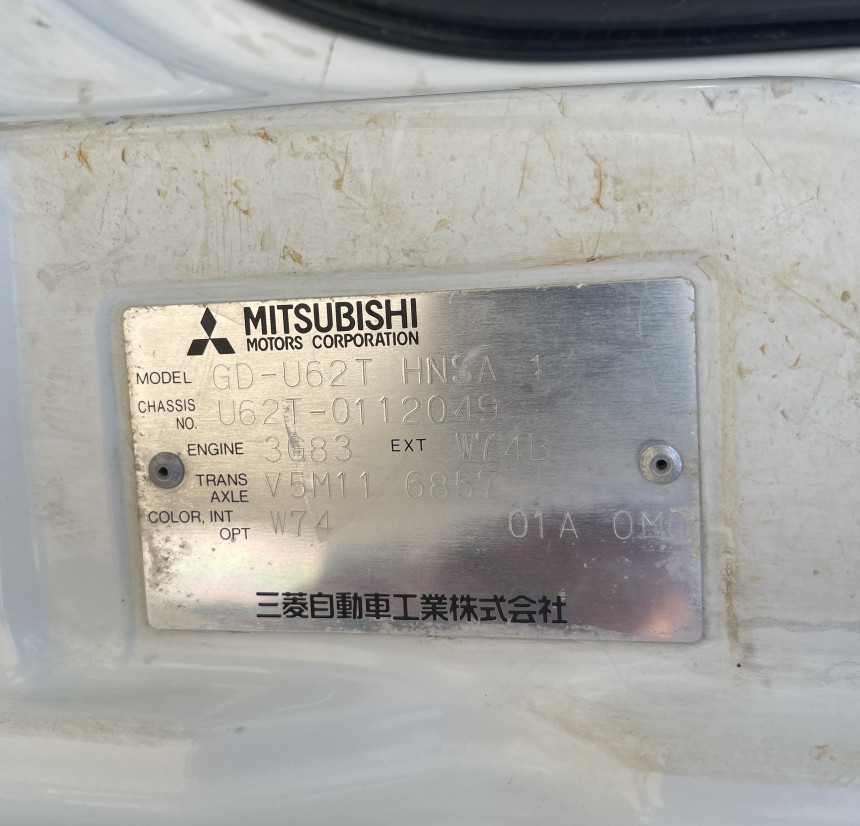 MITSUBISHI
MOTORS CORPORATION
MODEL GD-U62T HNSA 1
CHASSIS NO. U62T-0112049
ENGINE 3G83 EXT W74B
TRANS AXLE V5M11 6857
COLOR, INT OPT W74 01A
三菱自動車工業株式会社